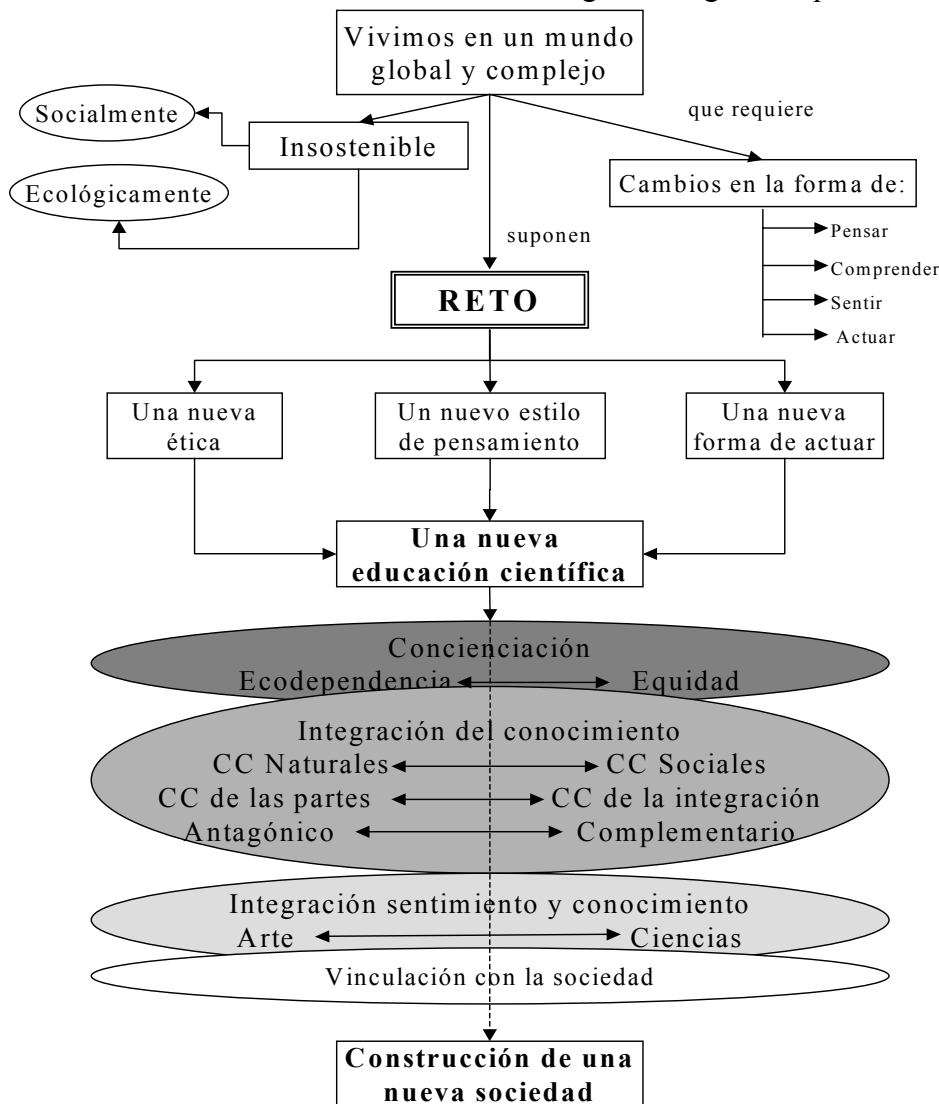 Vivimos en un mundo
global y complejo
Socialmente
que requiere
Insostenible
Ecológicamente
Cambios en la forma de:
Pensar
suponen
Comprender
RETO
Sentir
Actuar
Una nueva
ética
Un nuevo estilo
de pensamiento
Una nueva
forma de actuar
Una nueva
educación científica
Concienciación
Ecodependencia Equidad
Integración del conocimiento
CC Naturales CC Sociales
CC de las partes CC de la integración
Antagónico Complementario
Integración sentimiento y conocimiento
Arte Ciencias
Vinculación con la sociedad
Construcción de una
nueva sociedad